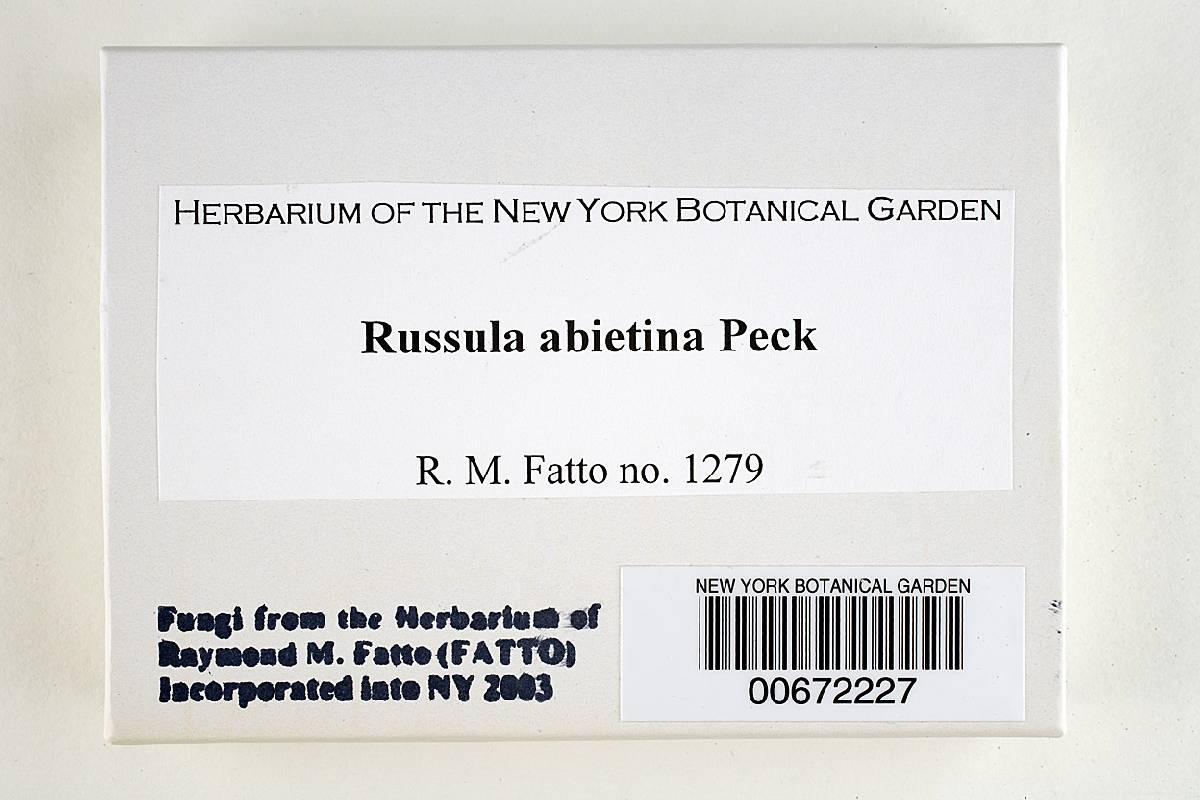 HERBARIUM OF THE NEW YORK BOTANICAL GARDEN
Russula abietina Peck
R. M. Fatto no. 1279
Fungi from the Herbarium of
Raymond M. Fatto (FATTO)
Incorporated into NY 2003
NEW YORK BOTANICAL GARDEN
00672227